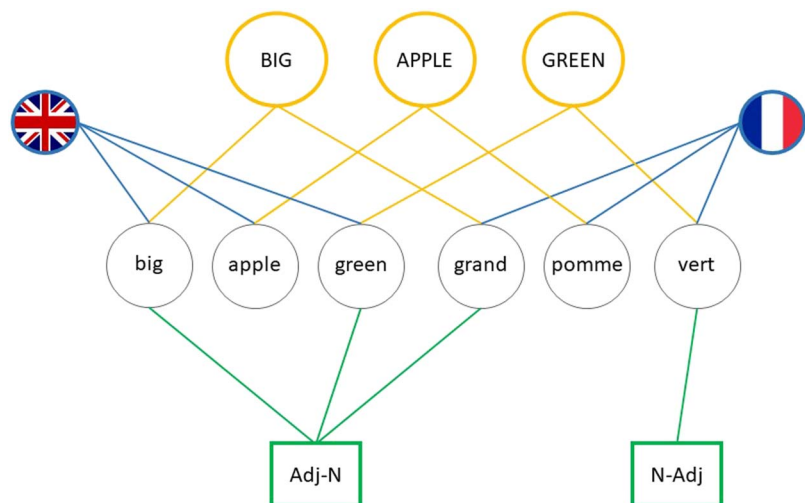 BIG
APPLE
GREEN
big
apple
green
grand
pomme
vert
Adj-N
N-Adj